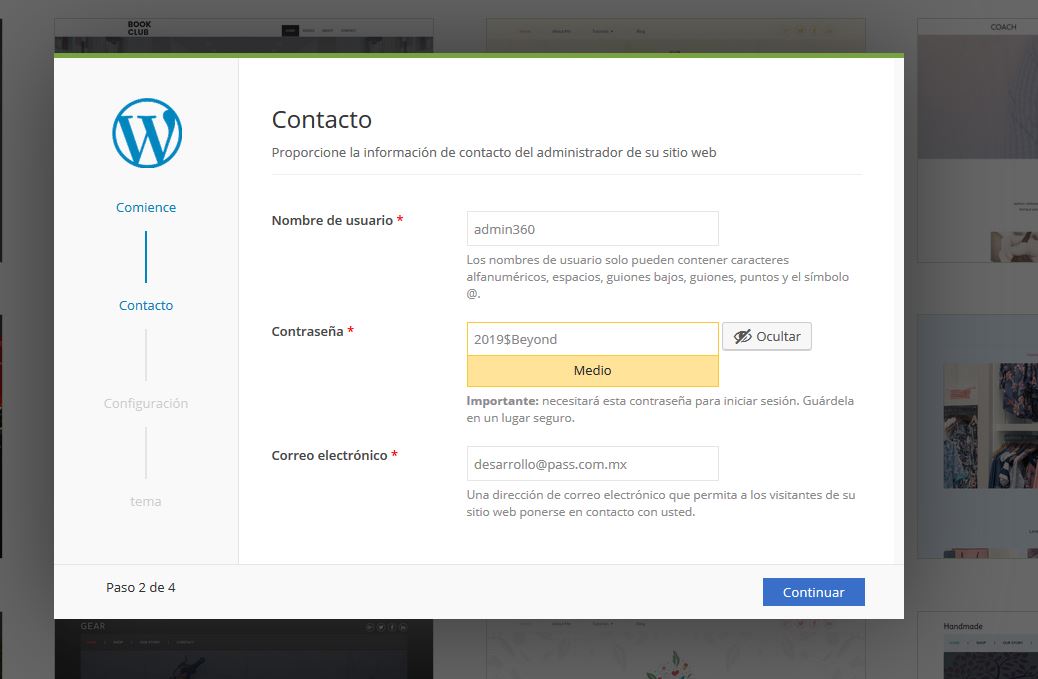 BOOK
CLUB
COACH
Contacto
Proporcione la información de contacto del administrador de su sitio web
Comience
Contacto
Configuración
tema
Nombre de usuario *
admin360
Los nombres de usuario solo pueden contener caracteres
alfanuméricos, espacios, guiones bajos, guiones, puntos y el símbolo
@.
Contraseña *
2019$Beyond
Ocultar
Medio
Importante: necesitará esta contraseña para iniciar sesión. Guárdela
en un lugar seguro.
Correo electrónico *
desarrollo@pass.com.mx
Una dirección de correo electrónico que permita a los visitantes de su
sitio web ponerse en contacto con usted.
Paso 2 de 4
Continuar
GEAR
Handmade